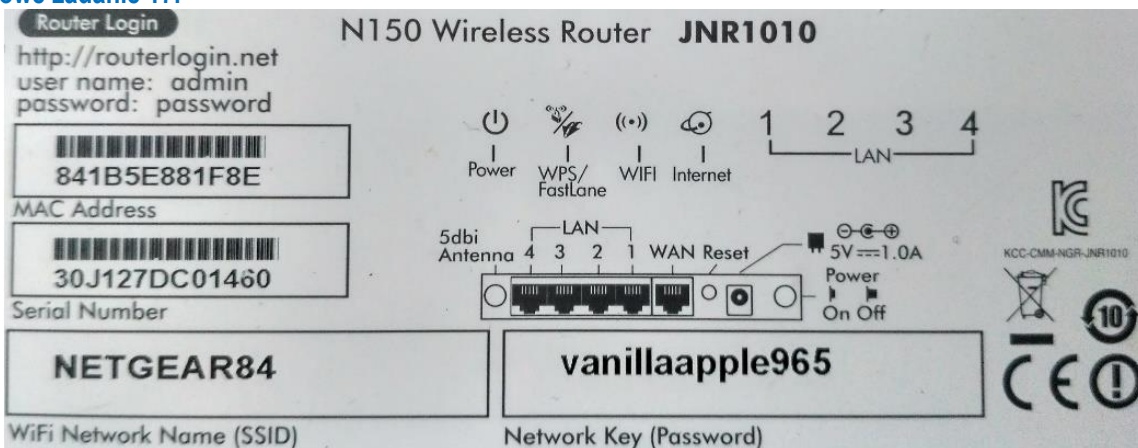 Router Login
N150 Wireless Router JNR1010
http://routerlogin.net
user name: admin
password: password
841B5E881F8E
MAC Address
30J127DC01460
Serial Number
Power
WPS/
FastLane
WIFI
Internet
1 2 3 4
LAN
5dbi
Antenna
LAN
4 3 2 1
WAN
Reset
5V 1.0A
Power
On Off
KCC-CMM-NGR-JNR1010
10
CE
NETGEAR84
WiFi Network Name (SSID)
vanillaapple965
Network Key (Password)